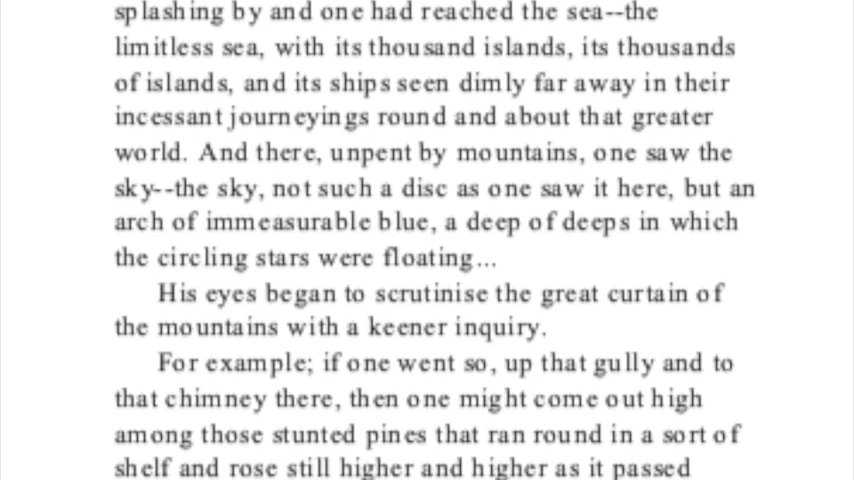 splashing by and one had reached the sea--the
limitless sea, with its thousand islands, its thousands
of islands, and its ships seen dimly far away in their
incessant journeyings round and about that greater
world. And there, unpent by mountains, one saw the
sky--the sky, not such a disc as one saw it here, but an
arch of immeasurable blue, a deep of deeps in which
the circling stars were floating...
His eyes began to scrutinise the great curtain of
the mountains with a keener inquiry.
For example; if one went so, up that gully and to
that chimney there, then one might come out high
among those stunted pines that ran round in a sort of
shelf and rose still higher and higher as it passed